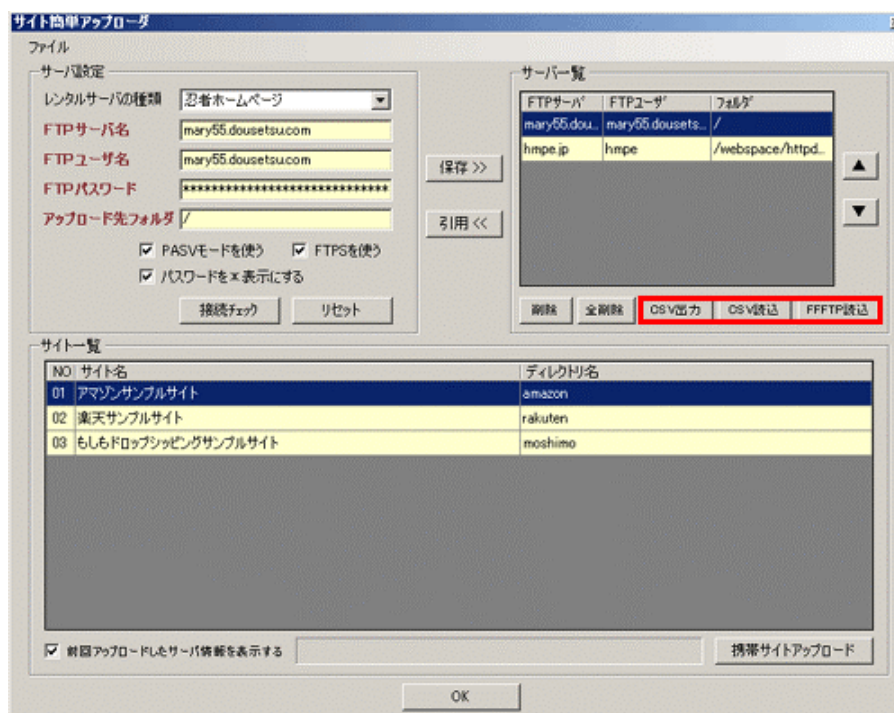 サイト簡単アップローダ
ファイル
サーバ設定
レンタルサーバの種類 忍者ホームページ
FTPサーバ名 mary55.dousetsu.com
FTPユーザ名 mary55.dousetsu.com
FTPパスワード *****************************
アップロード先フォルダ /
PASVモードを使う FTPSを使う
パスワードを*表示にする
接続チェック リセット
保存 >>
引用 <<
サーバー覧
FTPサーバ FTPユーザ フォルダ
mary55.dou... mary55.dousets... /
hmpe.jp hmpe /webspace/httpd...
▲
▼
削除 全削除 CSV出力 CSV読込 FFFTP読込
サイト一覧
NO サイト名 ディレクトリ名
01 アマゾンサンプルサイト amazon
02 楽天サンプルサイト rakuten
03 もしもドロップシッピングサンプルサイト moshimo
前回アップロードしたサーバ情報を表示する 携帯サイトアップロード
OK